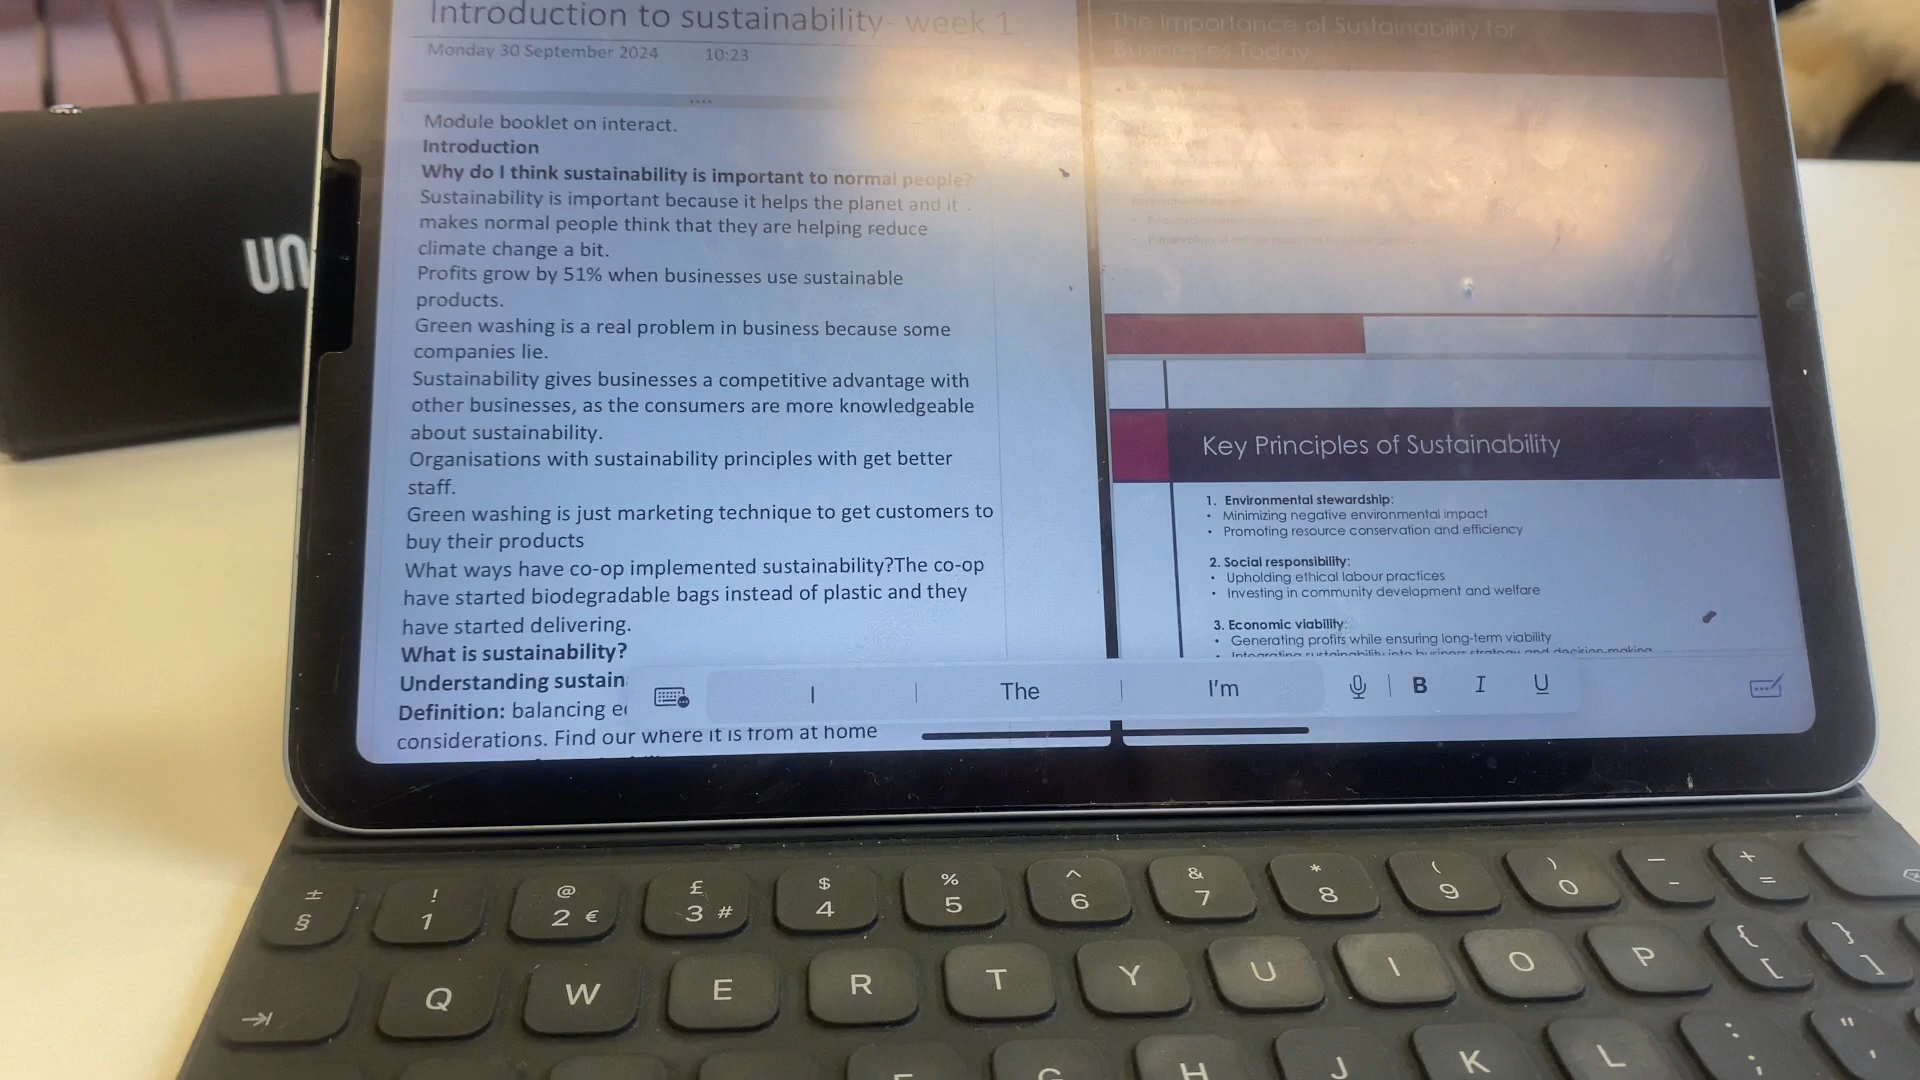 Introduction to sustainability- week 1
Monday 30 September 2024 10:23
Module booklet on interact.
Introduction
Why do I think sustainability is important to normal people?
Sustainability is important because it helps the planet and it
makes normal people think that they are helping reduce
climate change a bit.
Profits grow by 51% when businesses use sustainable
products.
Green washing is a real problem in business because some
companies lie.
Sustainability gives businesses a competitive advantage with
other businesses, as the consumers are more knowledgeable
about sustainability.
Organisations with sustainability principles with get better
staff.
Green washing is just marketing technique to get customers to
buy their products
What ways have co-op implemented sustainability?The co-op
have started biodegradable bags instead of plastic and they
have started delivering.
What is sustainability?
Understanding sustain
Definition: balancing
considerations. Find our where it is from at home
The Importance of Sustainability for
Businesses Today
Key Principles of Sustainability
1. Environmental stewardship:
• Minimizing negative environmental impact
• Promoting resource conservation and efficiency
2. Social responsibility:
• Upholding ethical labour practices
• Investing in community development and welfare
3. Economic viability:
• Generating profits while ensuring long-term viability
• Integrating sustainability into business strategy and decision-making
I The I'm B I U
UN
± § ! 1 @ 2 € £ 3 # $ 4 % 5 ^ 6 & 7 * 8 ( 9 ) 0 _ - + =
Q W E R T Y U I O P { [ } ]
G H J K L : ; " '